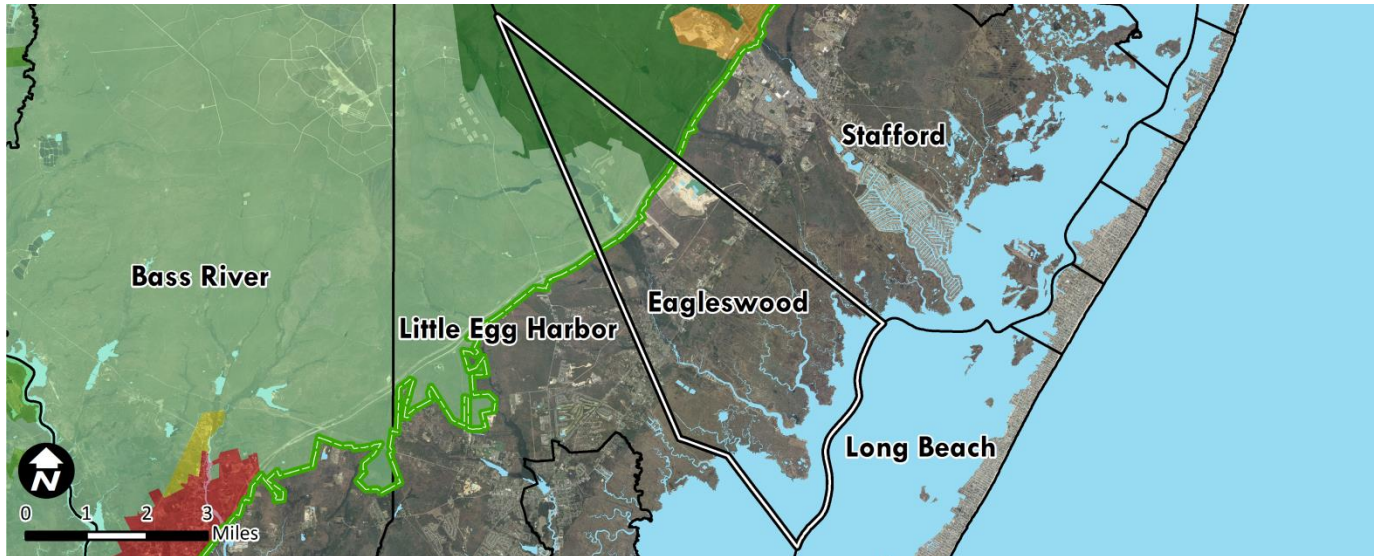 Stafford
Bass River
Eagleswood
Little Egg Harbor
Long Beach
N
0 1 2 3
Miles